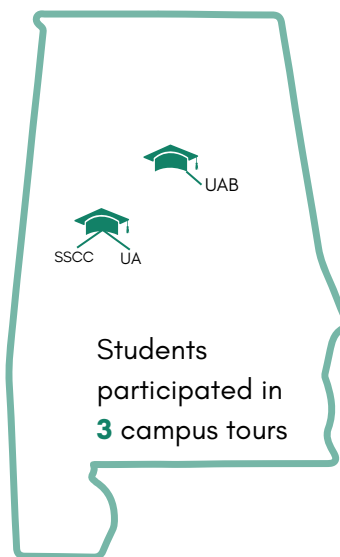 UAB
SSCC
UA
Students
participated in
3 campus tours